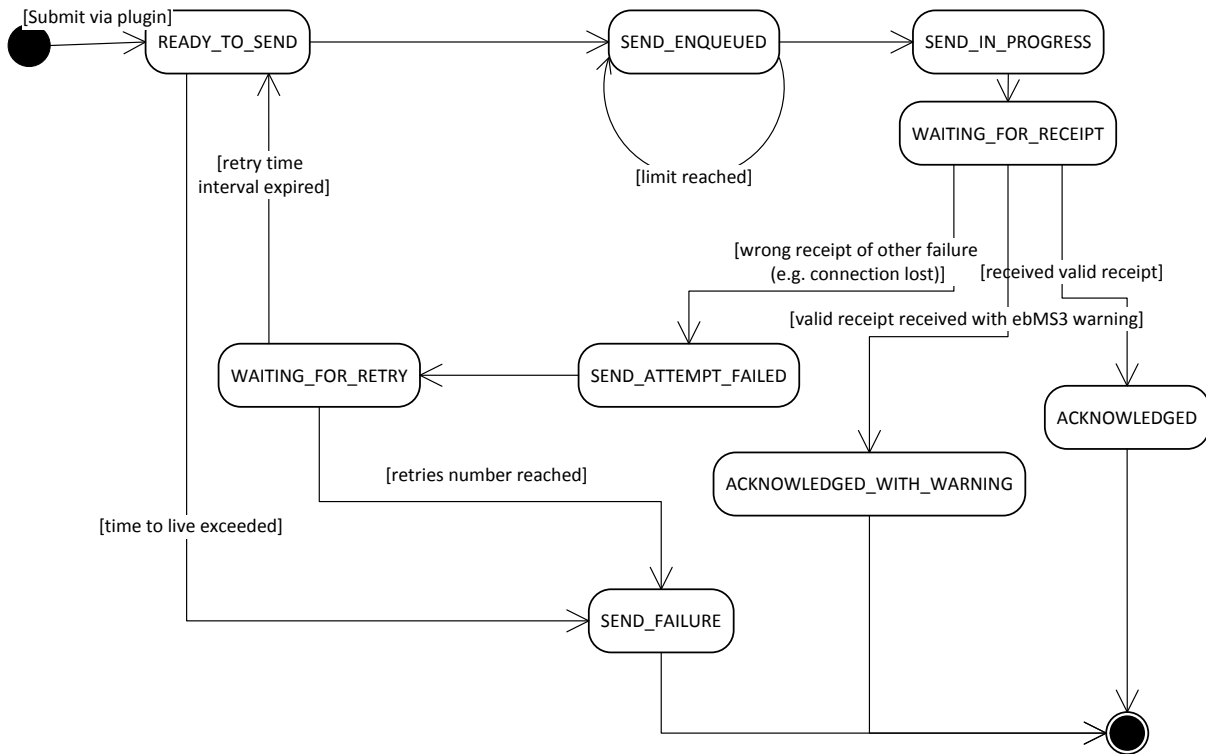 [Submit via plugin]
READY_TO_SEND
SEND_ENQUEUED
SEND_IN_PROGRESS
WAITING_FOR_RECEIPT
[retry time
interval expired]
[limit reached]
[wrong receipt of other failure
(e.g. connection lost)]
[received valid receipt]
[valid receipt received with ebMS3 warning]
WAITING_FOR_RETRY
SEND_ATTEMPT_FAILED
ACKNOWLEDGED
[retries number reached]
ACKNOWLEDGED_WITH_WARNING
[time to live exceeded]
SEND_FAILURE